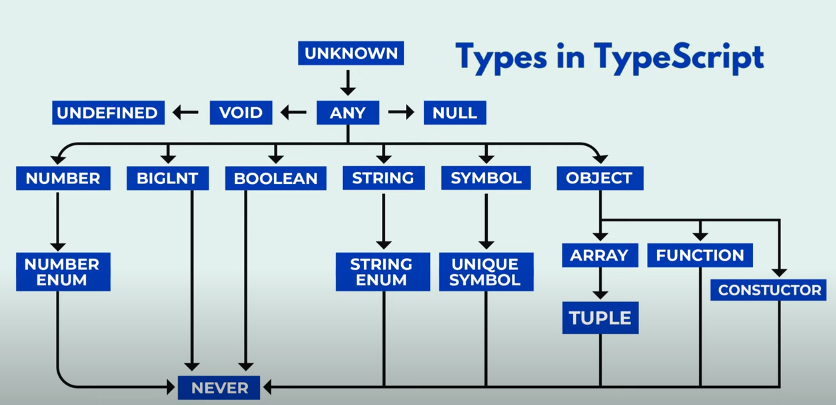 Types in TypeScript
UNKNOWN
UNDEFINED
VOID
ANY
NULL
NUMBER
BIGLNT
BOOLEAN
STRING
SYMBOL
OBJECT
NUMBER
ENUM
STRING
ENUM
UNIQUE
SYMBOL
ARRAY
FUNCTION
CONSTUCTOR
TUPLE
NEVER